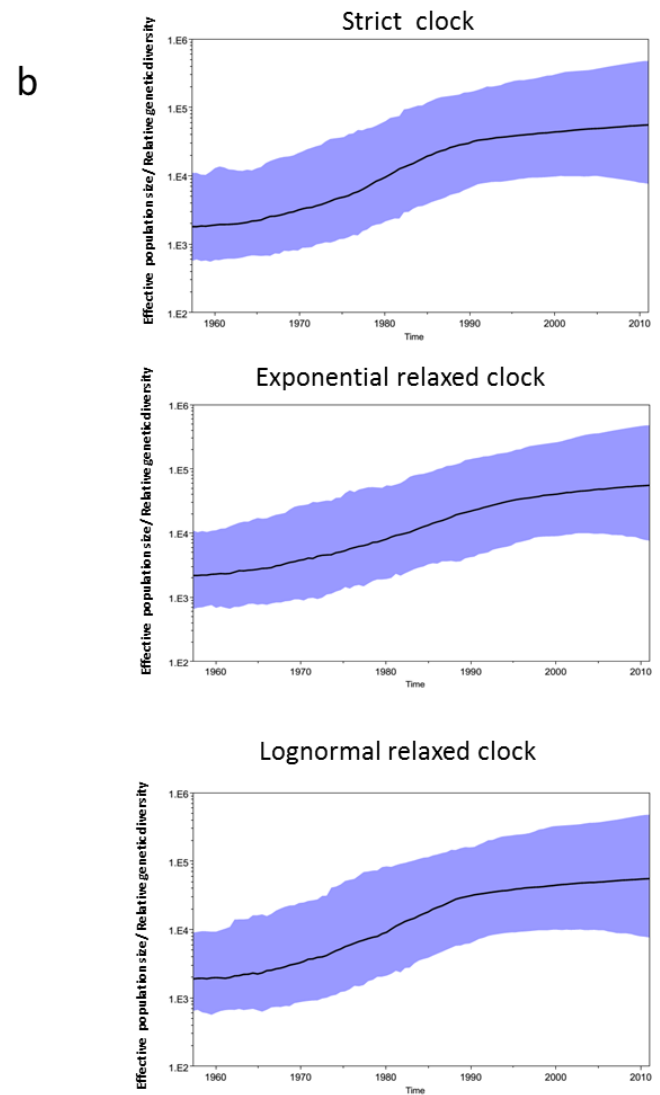 b
Strict clock
Effective population size/ Relative genetic diversity
1.E6
1.E5
1.E4
1.E3
1.E2
1960 1970 1980 1990 2000 2010
Time
Exponential relaxed clock
Effective population size/ Relative genetic diversity
1.E6
1.E5
1.E4
1.E3
1.E2
1960 1970 1980 1990 2000 2010
Time
Lognormal relaxed clock
Effective population size/ Relative genetic diversity
1.E6
1.E5
1.E4
1.E3
1.E2
1960 1970 1980 1990 2000 2010
Time